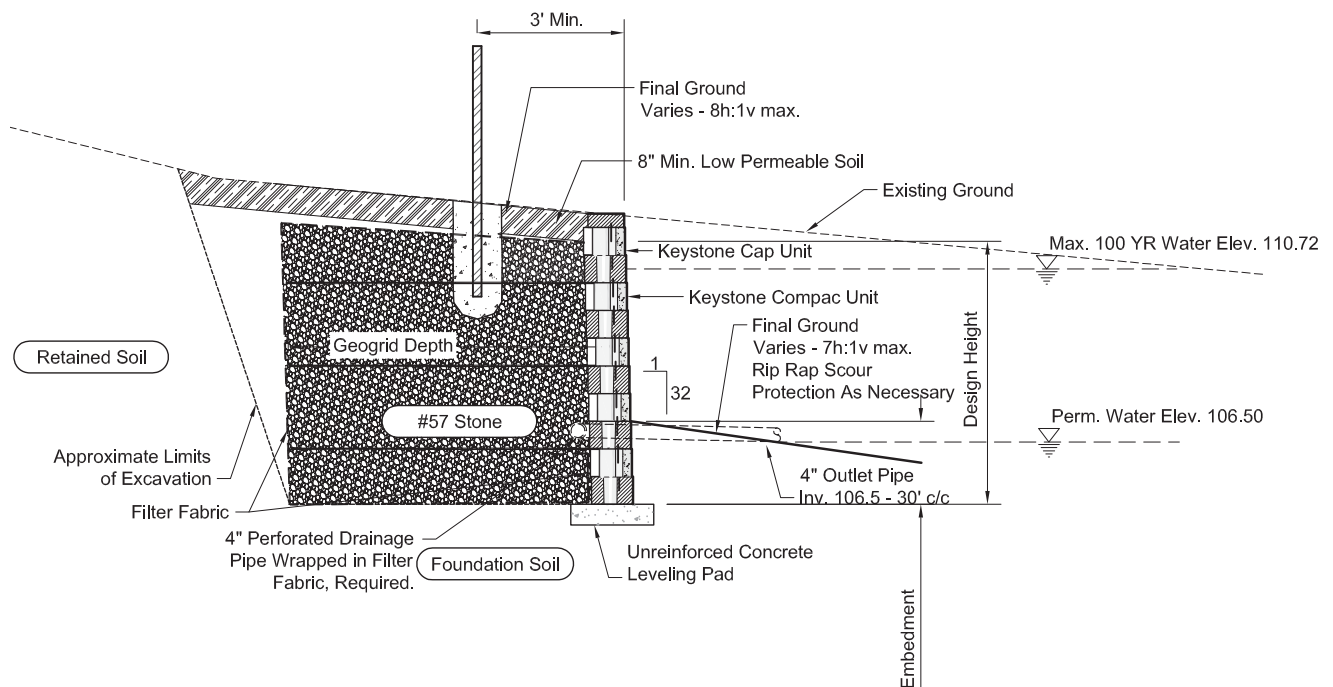 3' Min.
Final Ground
Varies - 8h:1v max.
8" Min. Low Permeable Soil
Existing Ground
Max. 100 YR Water Elev. 110.72
Keystone Cap Unit
Keystone Compac Unit
Final Ground
Varies - 7h:1v max.
Rip Rap Scour
Protection As Necessary
Design Height
Geogrid Depth
Retained Soil
1
32
#57 Stone
Perm. Water Elev. 106.50
Approximate Limits
of Excavation
4" Outlet Pipe
Inv. 106.5 - 30' c/c
Filter Fabric
4" Perforated Drainage
Pipe Wrapped in Filter
Fabric, Required.
Foundation Soil
Unreinforced Concrete
Leveling Pad
Embedment